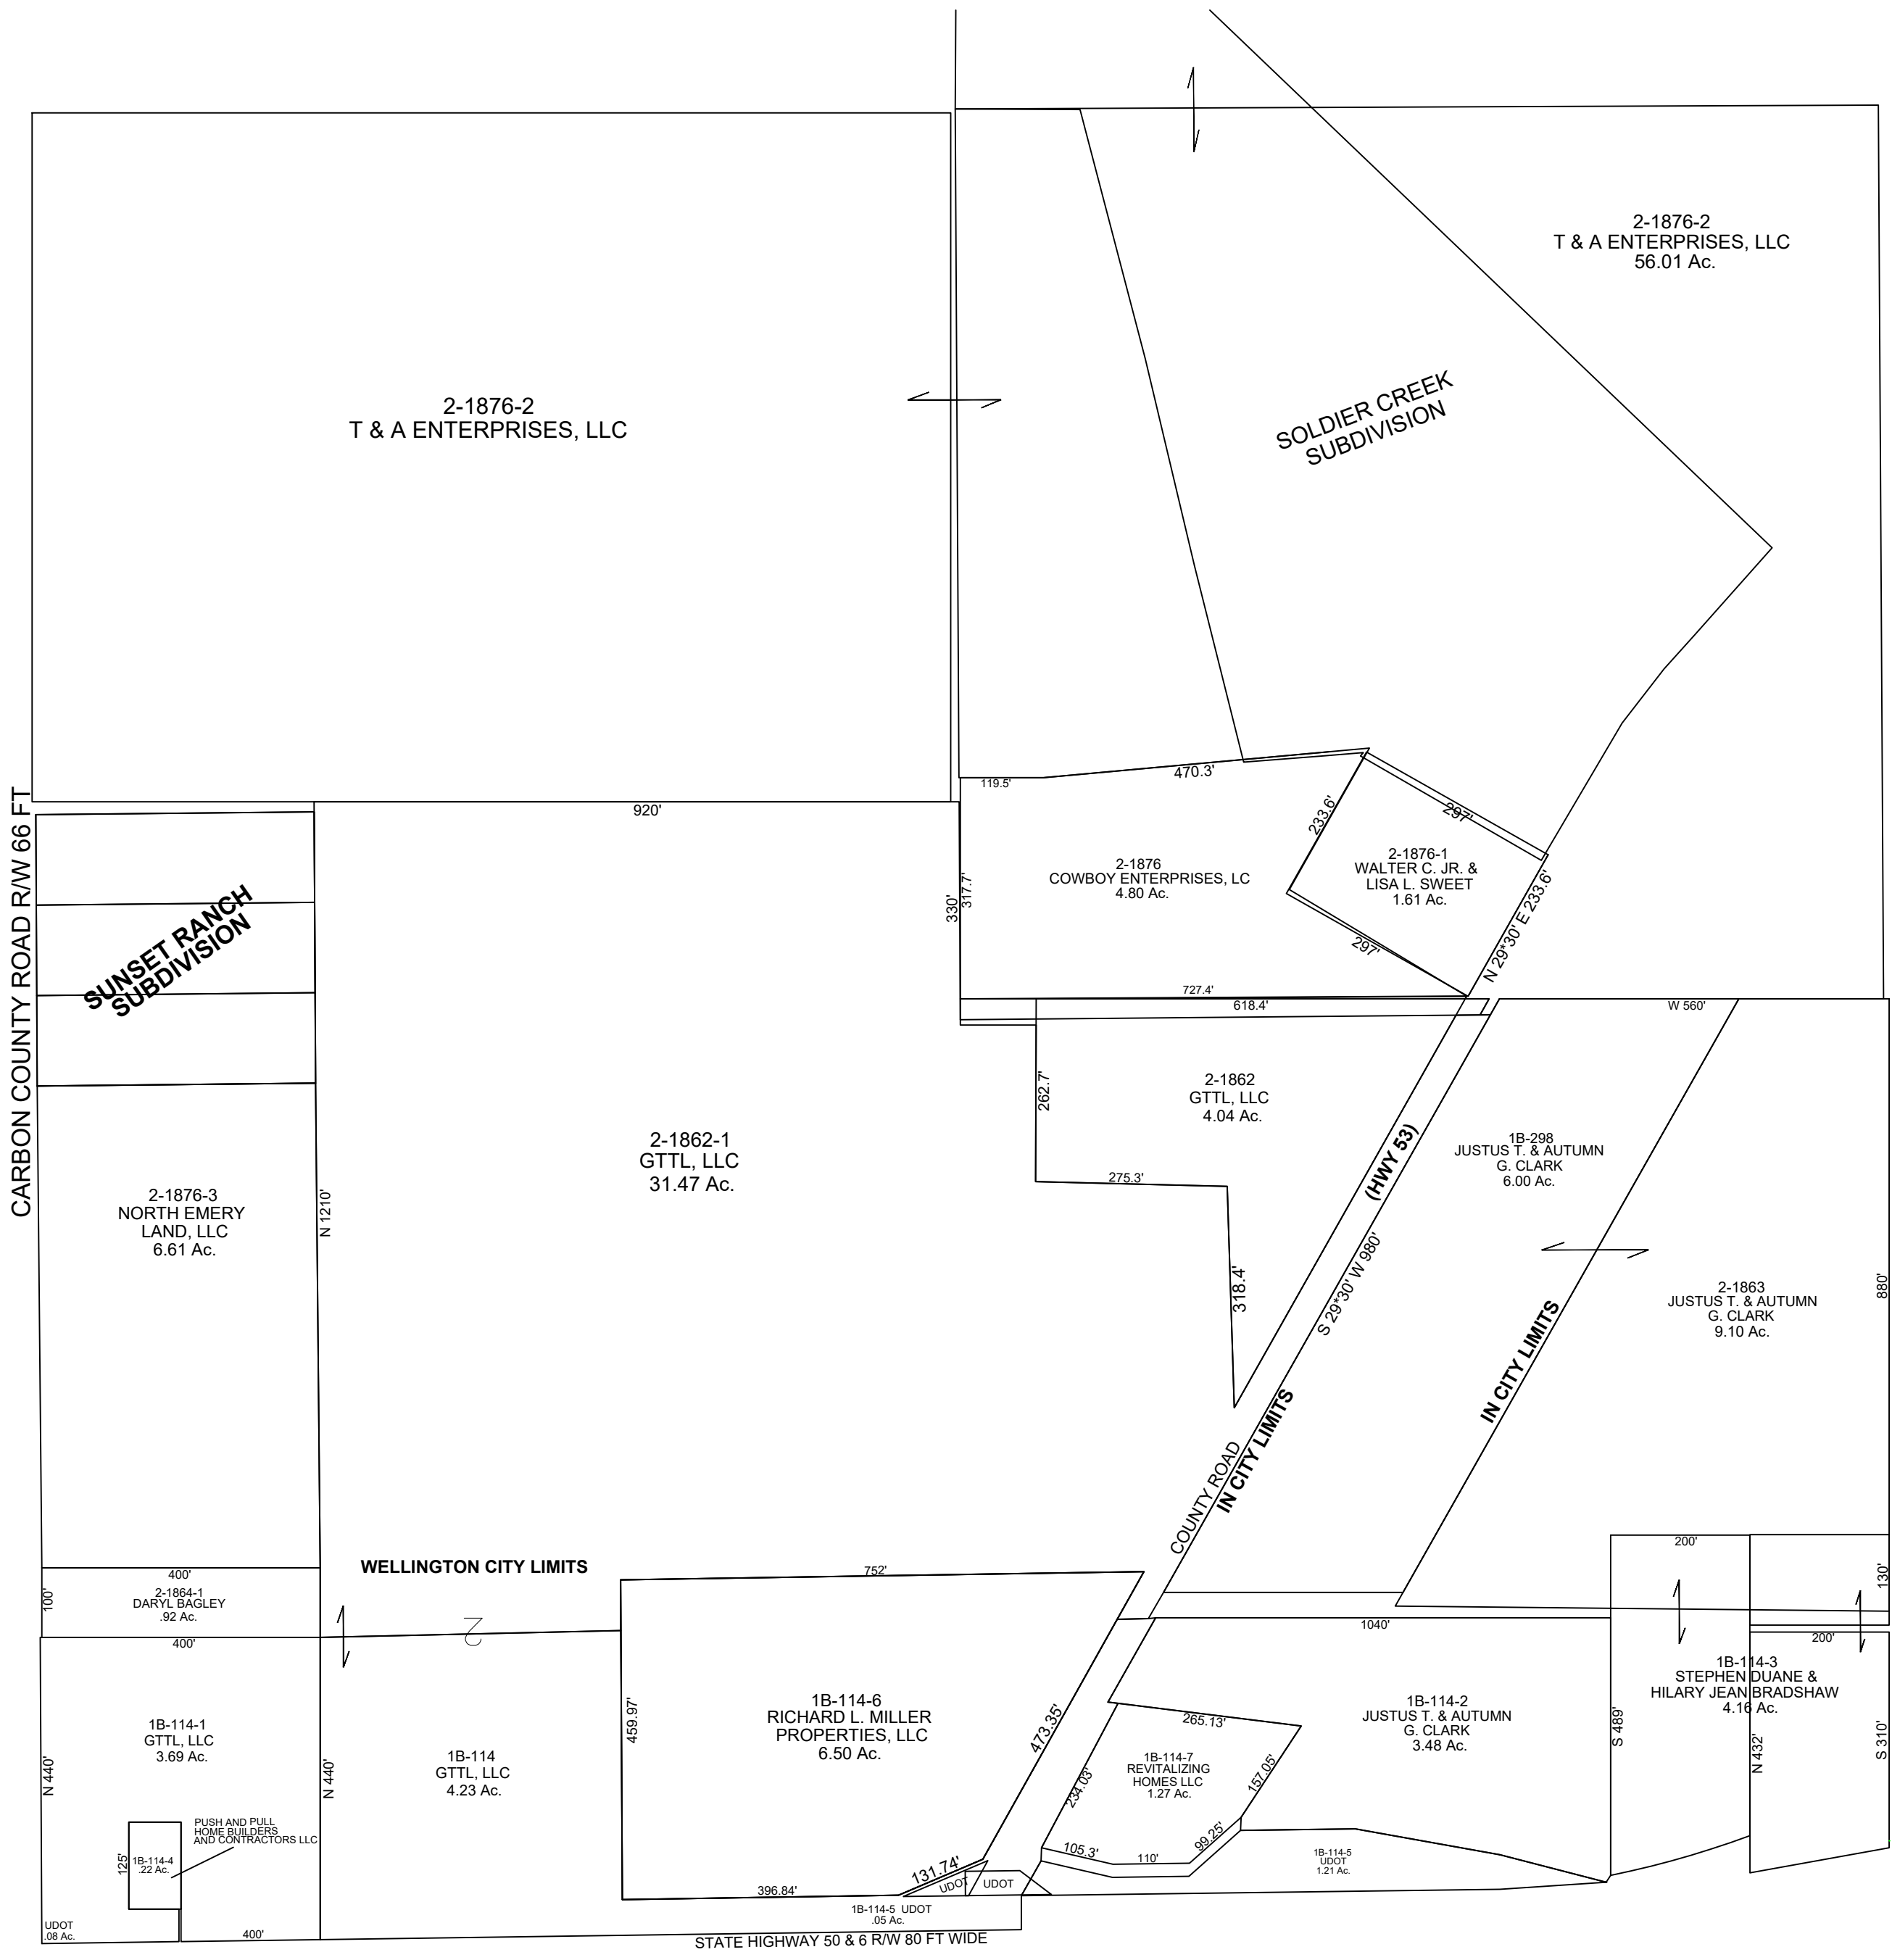 2-1876-2
T & A ENTERPRISES, LLC
56.01 Ac.
2-1876-2
T & A ENTERPRISES, LLC
SOLDIER CREEK
SUBDIVISION
470.3'
119.5'
920'
233.6'
297'
2-1876
COWBOY ENTERPRISES, LC
4.80 Ac.
2-1876-1
WALTER C. JR. &
LISA L. SWEET
1.61 Ac.
317.7'
330'
297'
N 29*30' E 233.6'
CARBON COUNTY ROAD R/W 66 FT
SUNSET RANCH
SUBDIVISION
727.4'
618.4'
W 560'
262.7'
2-1862
GTTL, LLC
4.04 Ac.
2-1862-1
GTTL, LLC
31.47 Ac.
275.3'
(HWY 53)
1B-298
JUSTUS T. & AUTUMN
G. CLARK
6.00 Ac.
2-1876-3
NORTH EMERY
LAND, LLC
6.61 Ac.
N 1210'
318.4'
S 29*30' W 980'
2-1863
JUSTUS T. & AUTUMN
G. CLARK
9.10 Ac.
880'
IN CITY LIMITS
IN CITY LIMITS
COUNTY ROAD
WELLINGTON CITY LIMITS
752'
200'
400'
100'
2-1864-1
DARYL BAGLEY
.92 Ac.
130'
2
400'
1040'
200'
1B-114-1
GTTL, LLC
3.69 Ac.
N 440'
N 440'
1B-114
GTTL, LLC
4.23 Ac.
459.97'
1B-114-6
RICHARD L. MILLER
PROPERTIES, LLC
6.50 Ac.
473.35'
265.13'
1B-114-7
REVITALIZING
HOMES LLC
1.27 Ac.
234.03'
157.05'
1B-114-2
JUSTUS T. & AUTUMN
G. CLARK
3.48 Ac.
S 489'
1B-114-3
STEPHEN DUANE &
HILARY JEAN BRADSHAW
4.16 Ac.
N 432'
S 310'
PUSH AND PULL
HOME BUILDERS
AND CONTRACTORS LLC
125'
1B-114-4
.22 Ac.
105.3'
110'
99.25'
1B-114-5
UDOT
1.21 Ac.
131.74'
396.84'
UDOT
UDOT
1B-114-5 UDOT
.05 Ac.
UDOT
.08 Ac.
400'
STATE HIGHWAY 50 & 6 R/W 80 FT WIDE